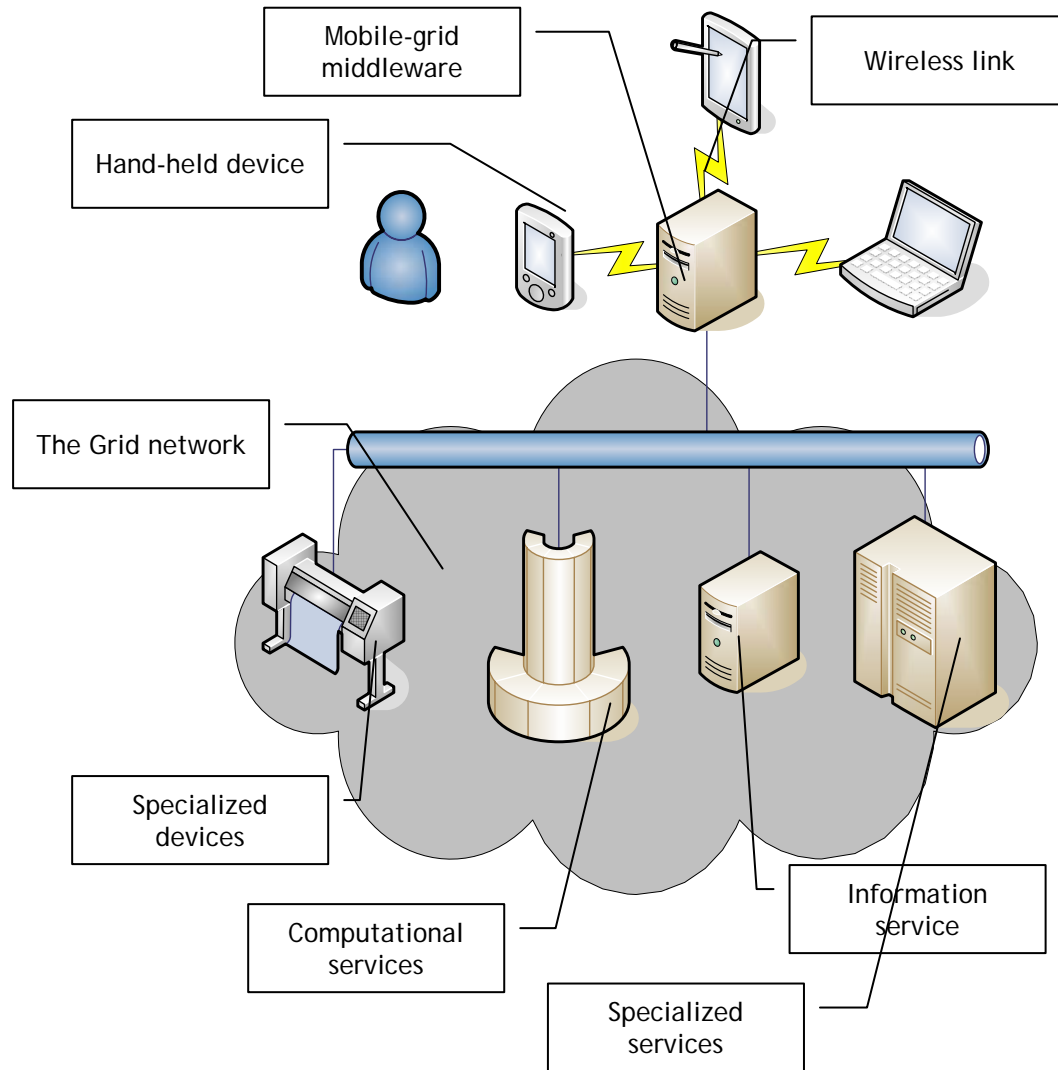 Mobile-grid
middleware
Wireless link
Hand-held device
The Grid network
Specialized
devices
Computational
services
Information
service
Specialized
services